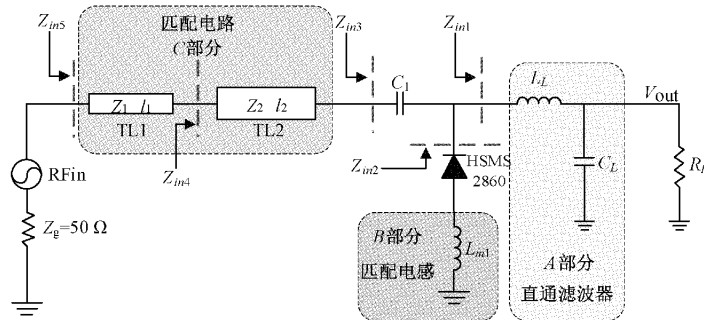 Z_in5
匹配电路
C部分
Z_in3
C_1
Z_in1
L_L
V_out
Z_1 l_1
TL1
Z_2 l_2
TL2
Z_in4
Z_in2
HSMS
2860
C_L
RFin
Z_g=50 Ω
B部分
匹配电感
L_m1
A部分
直通滤波器